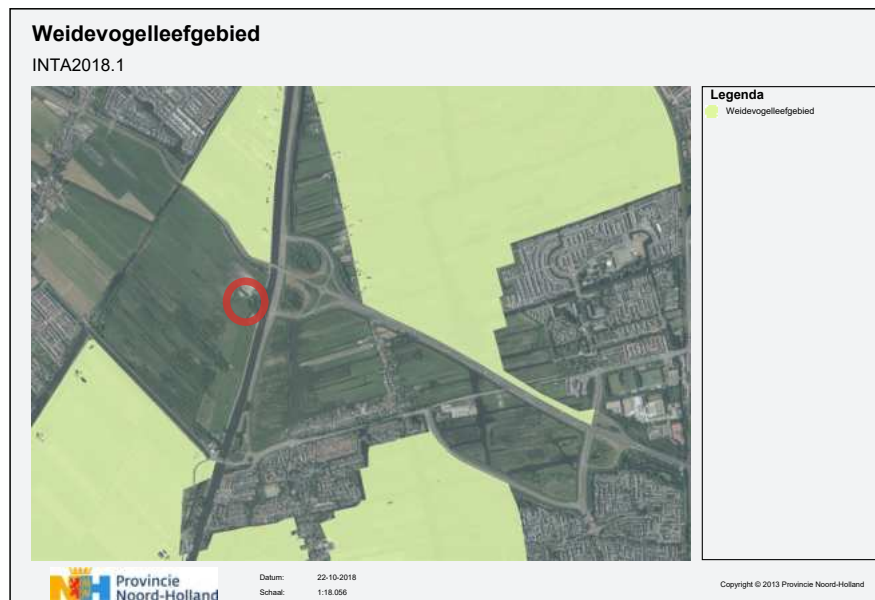 Weidevogelleefgebied
INTA2018.1
Legenda
Weidevogelleefgebied
Provincie
Noord-Holland
Datum: 22-10-2018
Schaal: 1:18.056
Copyright © 2013 Provincie Noord-Holland